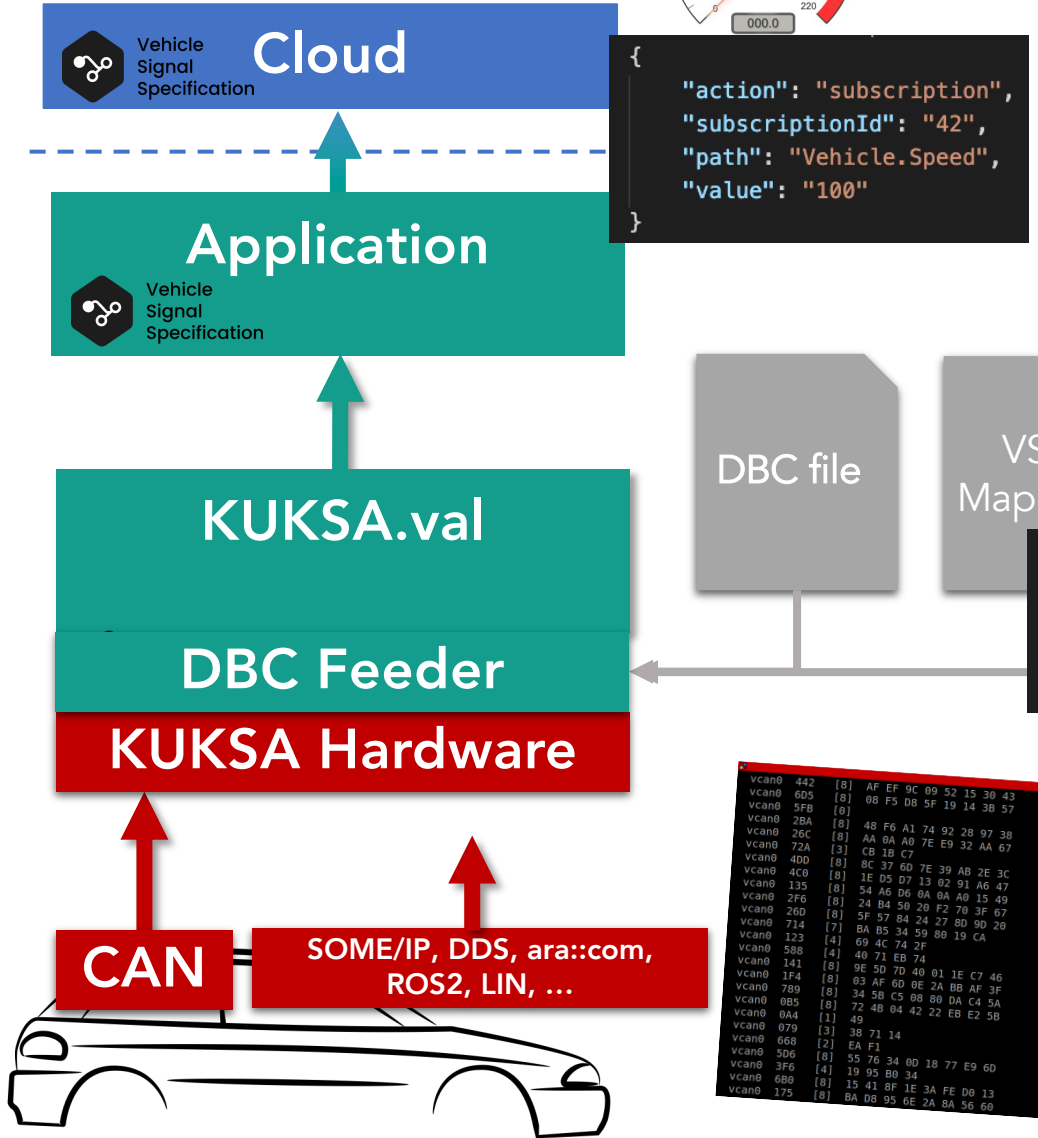 0
220
000.0
Vehicle
Signal
Specification
Cloud
{
"action": "subscription",
"subscriptionId": "42",
"path": "Vehicle.Speed",
"value": "100"
}
Application
Vehicle
Signal
Specification
DBC file
VS
Map
KUKSA.val
DBC Feeder
KUKSA Hardware
CAN
SOME/IP, DDS, ara::com,
ROS2, LIN, ...
vcan0 442 [8] AF EF 9C 09 52 15 30 43
vcan0 6D5 [8] 08 F5 D8 5F 19 14 3B 57
vcan0 5FB [0]
vcan0 2BA [8] 48 F6 A1 74 92 28 97 38
vcan0 26C [8] AA 0A A0 7E E9 32 AA 67
vcan0 72A [3] CB 1B C7
vcan0 4DD [8] 8C 37 6D 7E 39 AB 2E 3C
vcan0 4C0 [8] 1E D5 D7 13 02 91 A6 47
vcan0 135 [8] 54 A6 D6 0A 0A A0 15 49
vcan0 2F6 [8] 24 B4 50 20 F2 70 3F 67
vcan0 26D [8] 5F 57 84 24 27 8D 9D 20
vcan0 714 [7] BA B5 34 59 80 19 CA
vcan0 123 [4] 69 4C 74 2F
vcan0 588 [4] 40 71 EB 74
vcan0 141 [8] 9E 5D 7D 40 01 1E C7 46
vcan0 1F4 [8] 03 AF 6D 0E 2A BB AF 3F
vcan0 789 [8] 34 5B C5 08 80 DA C4 5A
vcan0 0B5 [8] 72 4B 04 42 22 EB E2 5B
vcan0 0A4 [1] 49
vcan0 079 [3] 38 71 14
vcan0 668 [2] EA F1
vcan0 5D6 [8] 55 76 34 0D 18 77 E9 6D
vcan0 3F6 [4] 19 95 B0 34
vcan0 6B0 [8] 15 41 8F 1E 3A FE D0 13
vcan0 175 [8] BA D8 95 6E 2A 8A 56 60